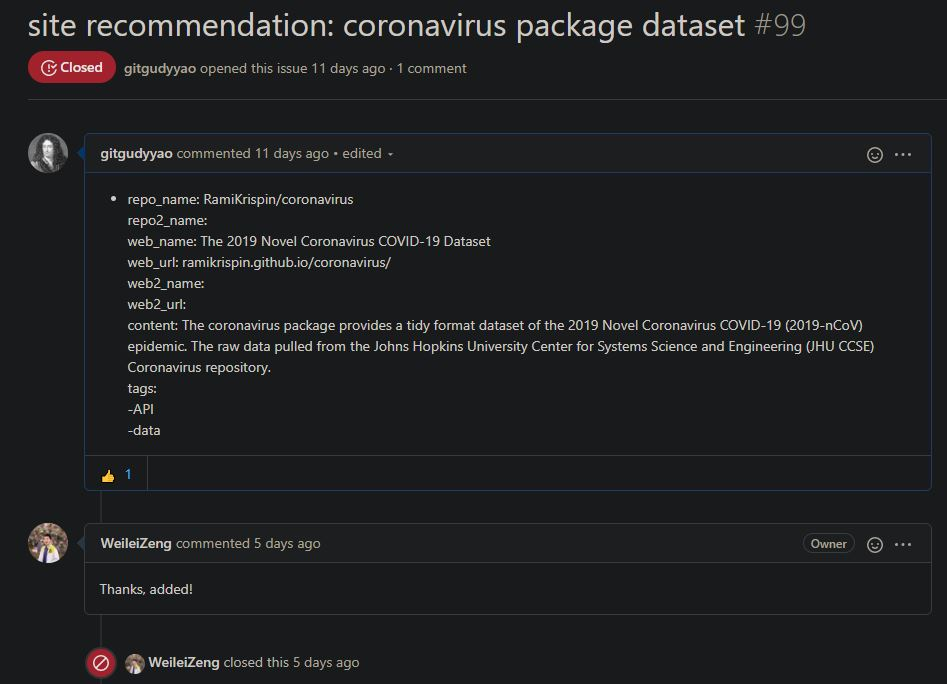 site recommendation: coronavirus package dataset #99
Closed gitgudyyao opened this issue 11 days ago · 1 comment
gitgudyyao commented 11 days ago • edited
• repo_name: RamiKrispin/coronavirus
repo2_name:
web_name: The 2019 Novel Coronavirus COVID-19 Dataset
web_url: ramikrispin.github.io/coronavirus/
web2_name:
web2_url:
content: The coronavirus package provides a tidy format dataset of the 2019 Novel Coronavirus COVID-19 (2019-nCoV)
epidemic. The raw data pulled from the Johns Hopkins University Center for Systems Science and Engineering (JHU CCSE)
Coronavirus repository.
tags:
-API
-data
👍 1
WeileiZeng commented 5 days ago Owner
Thanks, added!
WeileiZeng closed this 5 days ago